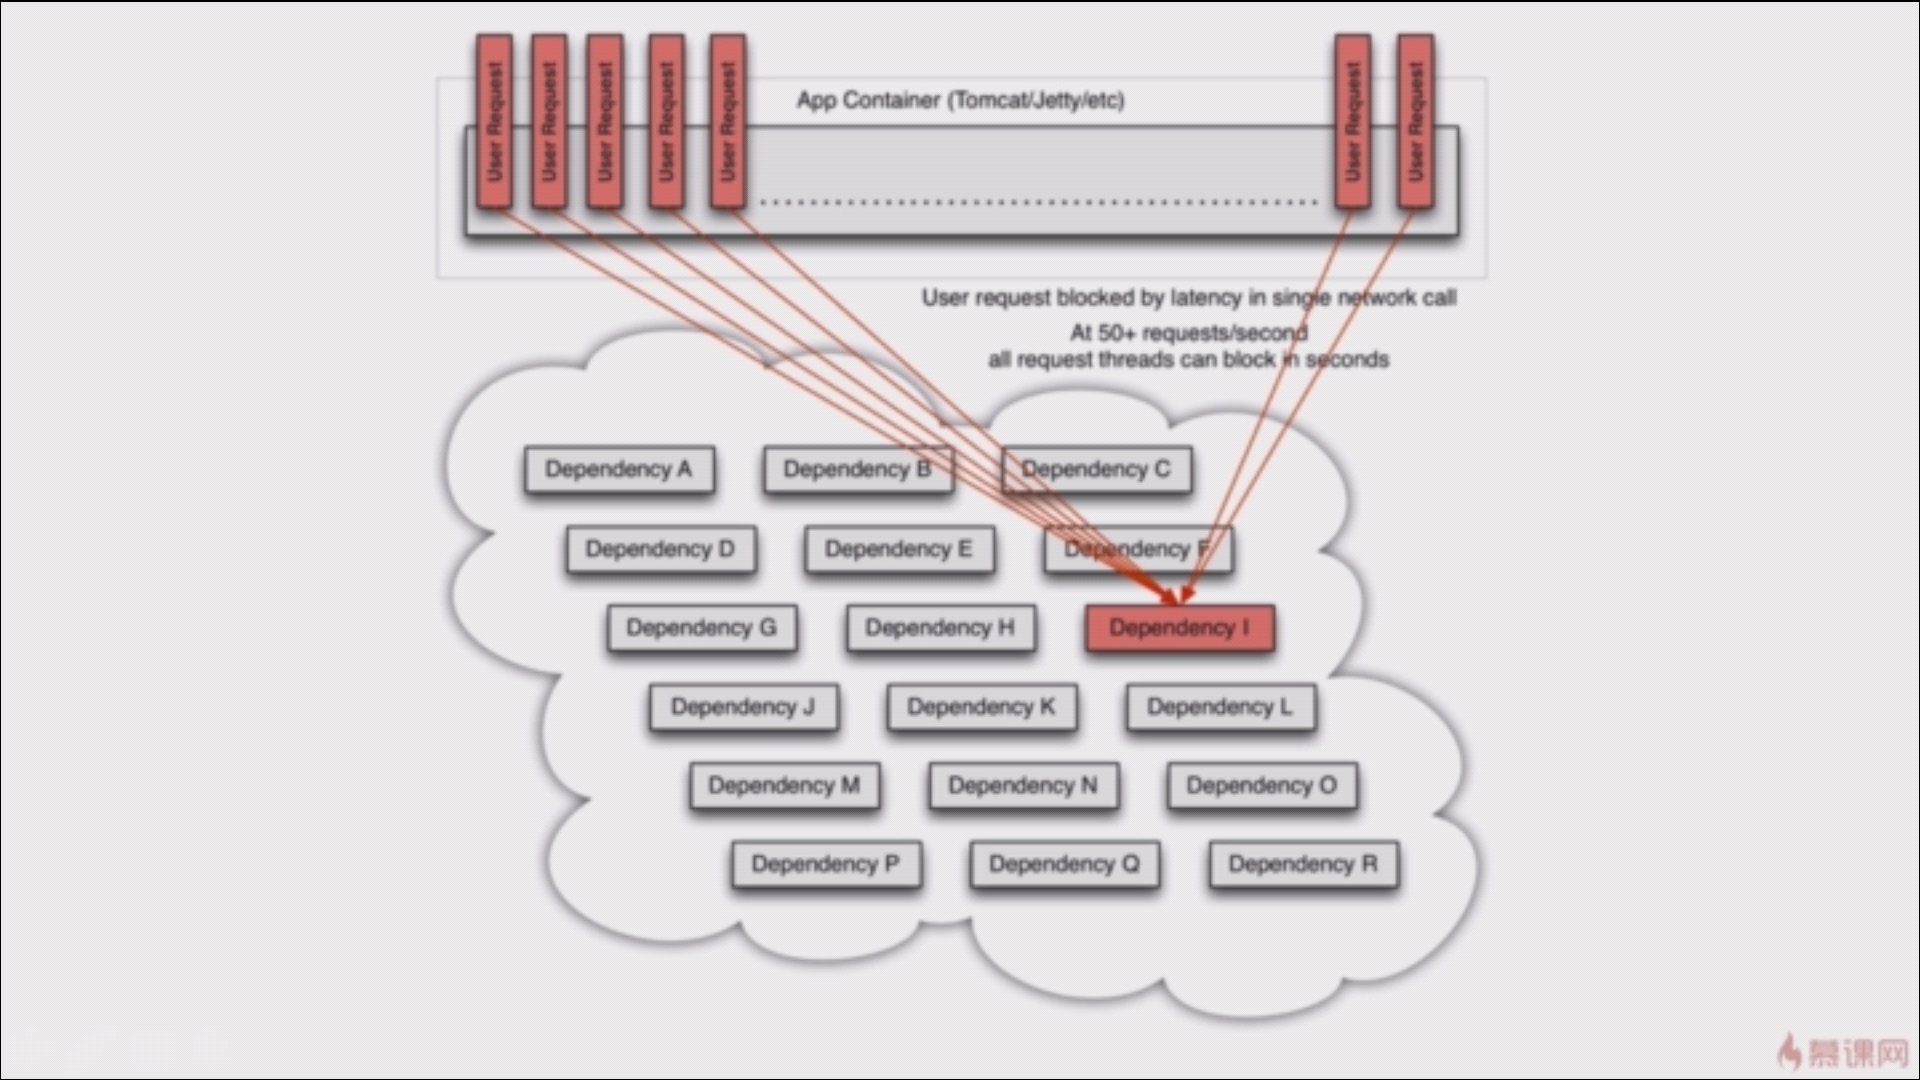 User Request
User Request
User Request
User Request
User Request
User Request
User Request
App Container (Tomcat/Jetty/etc)
User request blocked by latency in single network call
At 50+ requests/second
all request threads can block in seconds
Dependency A
Dependency B
Dependency C
Dependency D
Dependency E
Dependency F
Dependency G
Dependency H
Dependency I
Dependency J
Dependency K
Dependency L
Dependency M
Dependency N
Dependency O
Dependency P
Dependency Q
Dependency R
慕课网